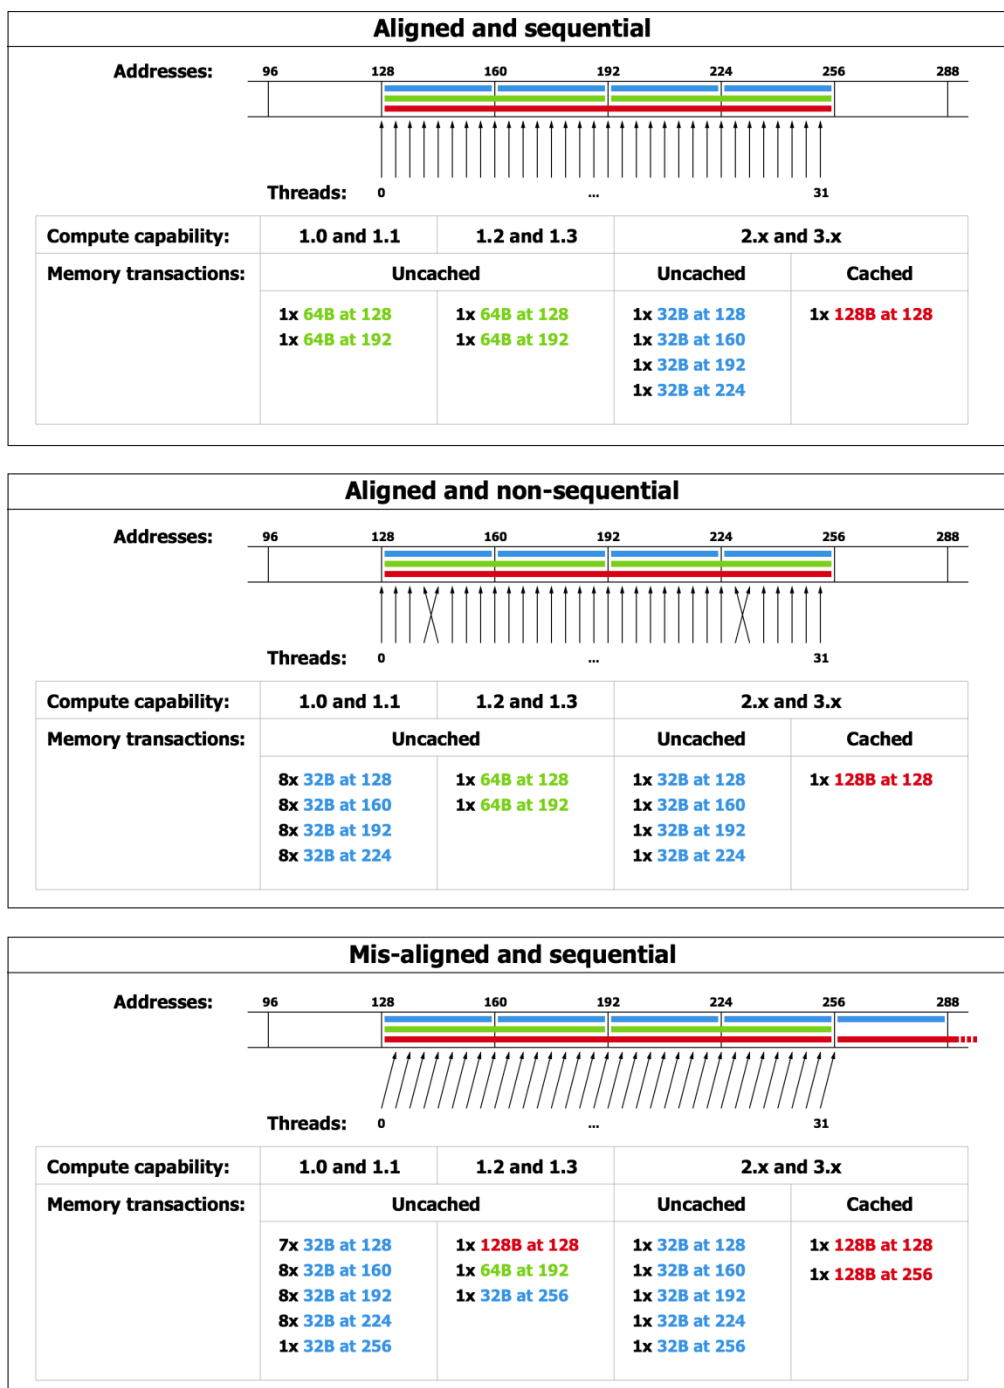 Aligned and sequential
Addresses: 96 128 160 192 224 256 288
Threads: 0 ... 31
Compute capability: 1.0 and 1.1 1.2 and 1.3 2.x and 3.x
Memory transactions: Uncached Uncached Cached
1x 64B at 128 1x 64B at 128 1x 32B at 128 1x 128B at 128
1x 64B at 192 1x 64B at 192 1x 32B at 160
1x 32B at 192
1x 32B at 224
Aligned and non-sequential
Addresses: 96 128 160 192 224 256 288
Threads: 0 ... 31
Compute capability: 1.0 and 1.1 1.2 and 1.3 2.x and 3.x
Memory transactions: Uncached Uncached Cached
8x 32B at 128 1x 64B at 128 1x 32B at 128 1x 128B at 128
8x 32B at 160 1x 64B at 192 1x 32B at 160
8x 32B at 192 1x 32B at 192
8x 32B at 224 1x 32B at 224
Mis-aligned and sequential
Addresses: 96 128 160 192 224 256 288
Threads: 0 ... 31
Compute capability: 1.0 and 1.1 1.2 and 1.3 2.x and 3.x
Memory transactions: Uncached Uncached Cached
7x 32B at 128 1x 128B at 128 1x 32B at 128 1x 128B at 128
8x 32B at 160 1x 64B at 192 1x 32B at 160 1x 128B at 256
8x 32B at 192 1x 32B at 256 1x 32B at 192
8x 32B at 224 1x 32B at 224
1x 32B at 256 1x 32B at 256